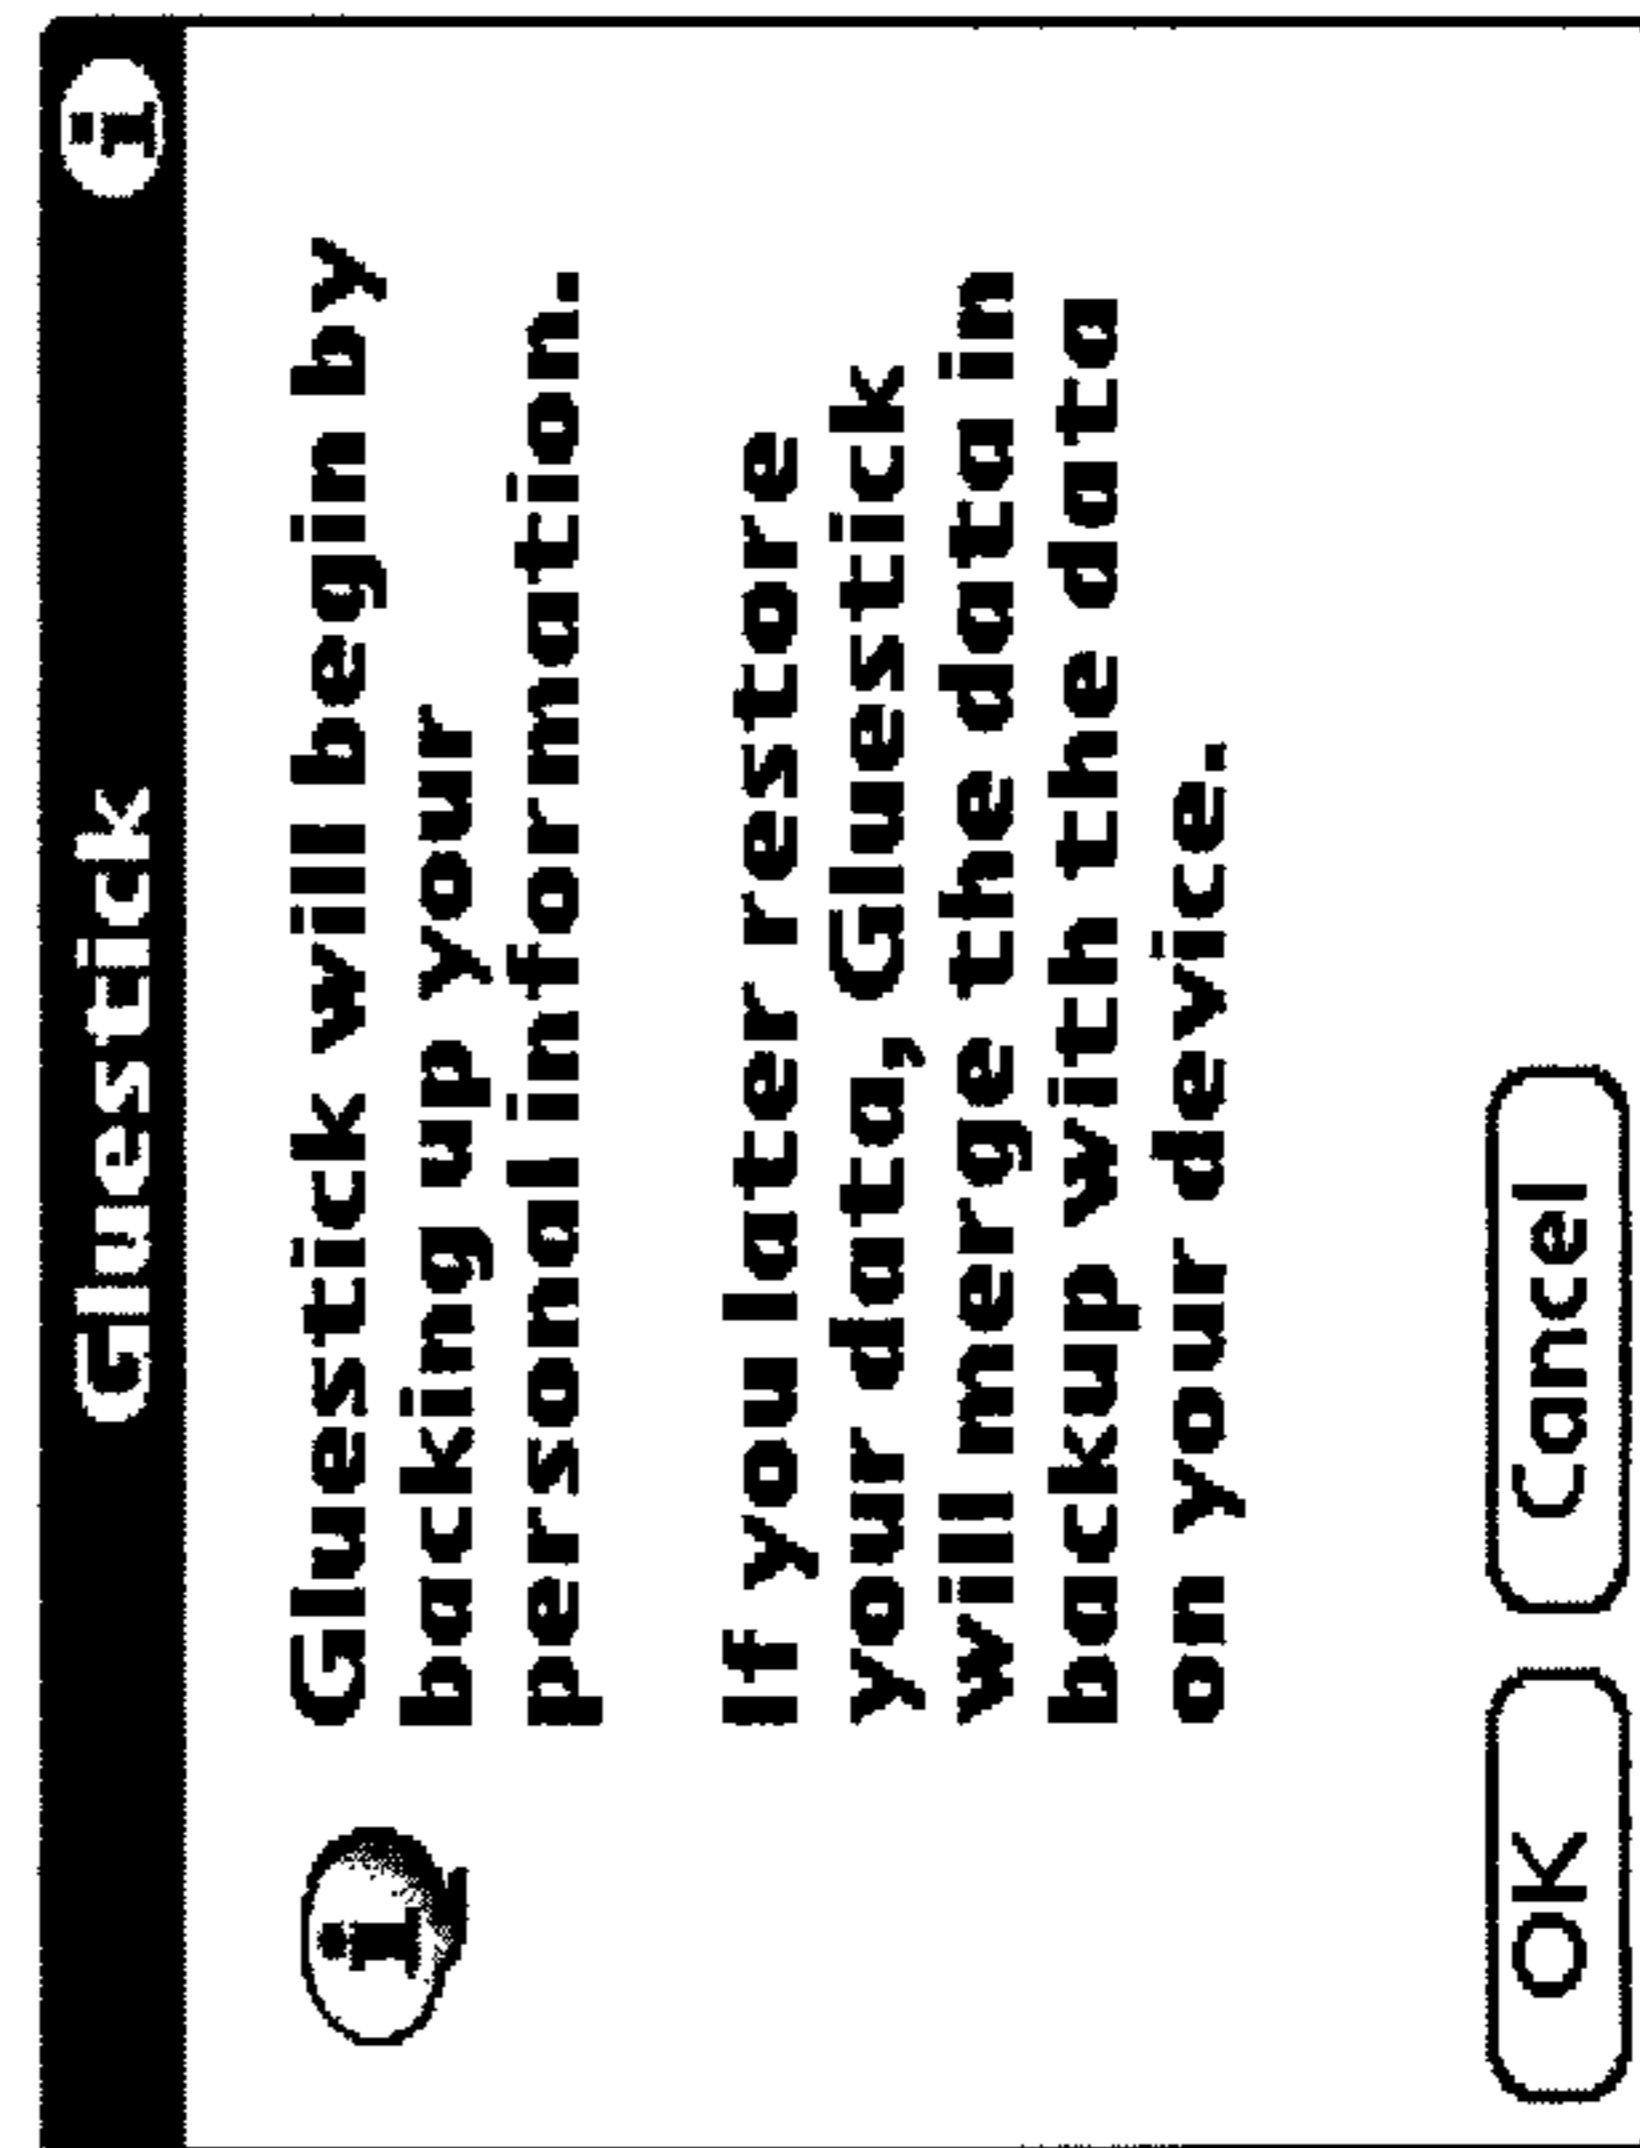 Gluestick
i
i
Gluestick will begin by
backing up your
personal information.
If you later restore
your data, Gluestick
will merge the data in
backup with the data
on your device.
OK
Cancel